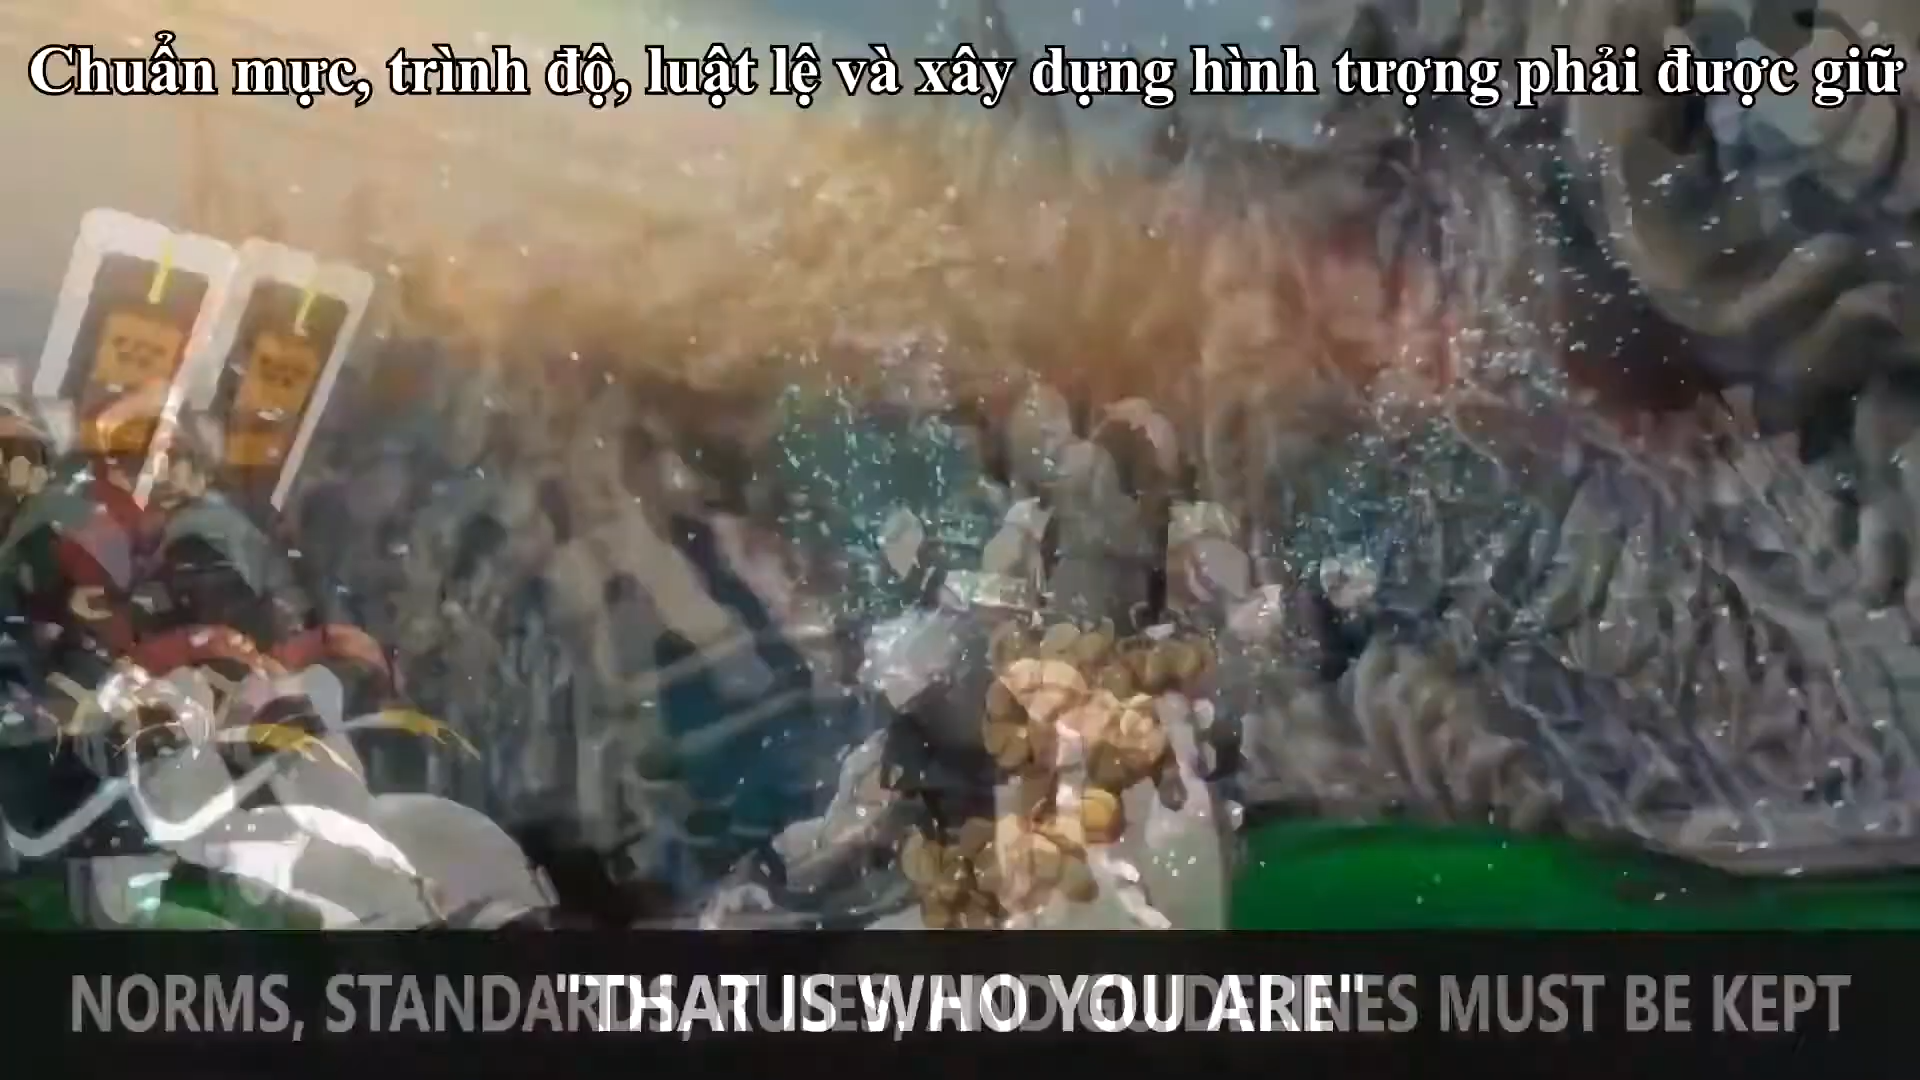 Chuẩn mực, trình độ, luật lệ và xây dựng hình tượng phải được giữ
NORMS, STANDARDS, RULES, AND GUIDELINES MUST BE KEPT
"THAT IS WHO YOU ARE"